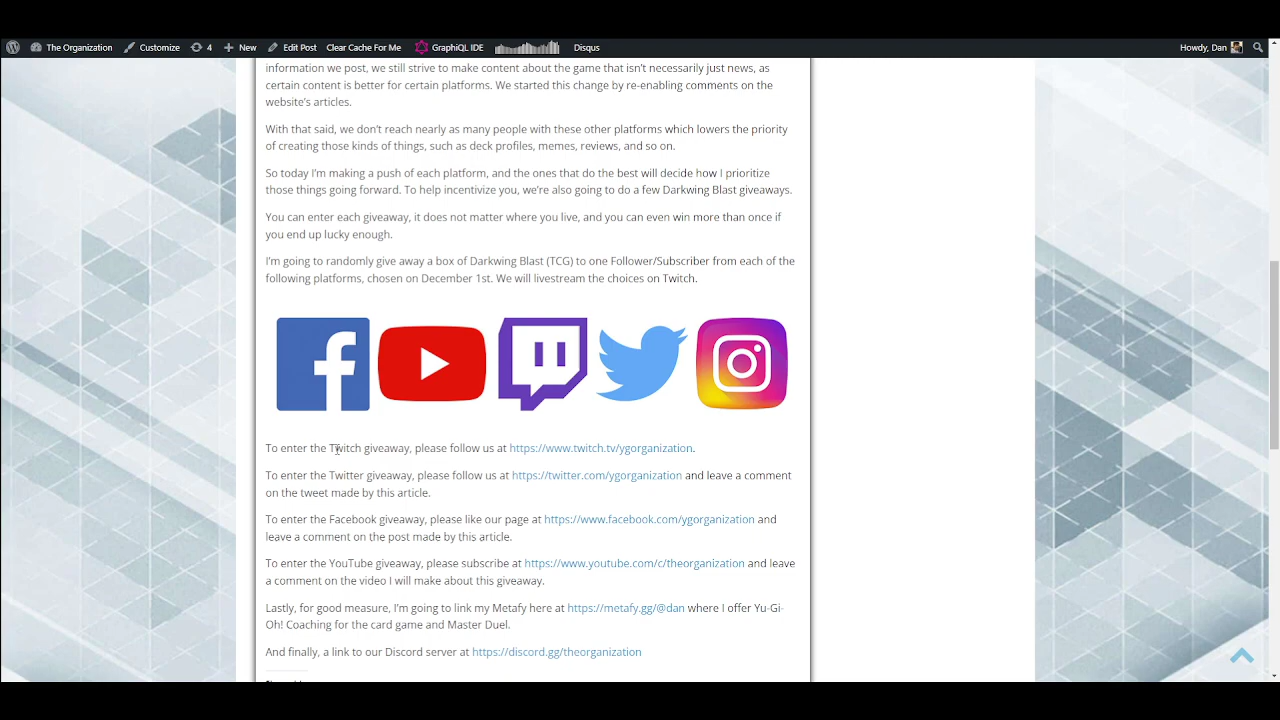 The Organization Customize 4 New Edit Post Clear Cache For Me GraphiQL IDE Disqus Howdy, Dan
information we post, we still strive to make content about the game that isn't necessarily just news, as
certain content is better for certain platforms. We started this change by re-enabling comments on the
website's articles.
With that said, we don't reach nearly as many people with these other platforms which lowers the priority
of creating those kinds of things, such as deck profiles, memes, reviews, and so on.
So today I'm making a push of each platform, and the ones that do the best will decide how I prioritize
those things going forward. To help incentivize you, we're also going to do a few Darkwing Blast giveaways.
You can enter each giveaway, it does not matter where you live, and you can even win more than once if
you end up lucky enough.
I'm going to randomly give away a box of Darkwing Blast (TCG) to one Follower/Subscriber from each of the
following platforms, chosen on December 1st. We will livestream the choices on Twitch.
To enter the Twitch giveaway, please follow us at https://www.twitch.tv/ygorganization.
To enter the Twitter giveaway, please follow us at https://twitter.com/ygorganization and leave a comment
on the tweet made by this article.
To enter the Facebook giveaway, please like our page at https://www.facebook.com/ygorganization and
leave a comment on the post made by this article.
To enter the YouTube giveaway, please subscribe at https://www.youtube.com/c/theorganization and leave
a comment on the video I will make about this giveaway.
Lastly, for good measure, I'm going to link my Metafy here at https://metafy.gg/@dan where I offer Yu-Gi-
Oh! Coaching for the card game and Master Duel.
And finally, a link to our Discord server at https://discord.gg/theorganization